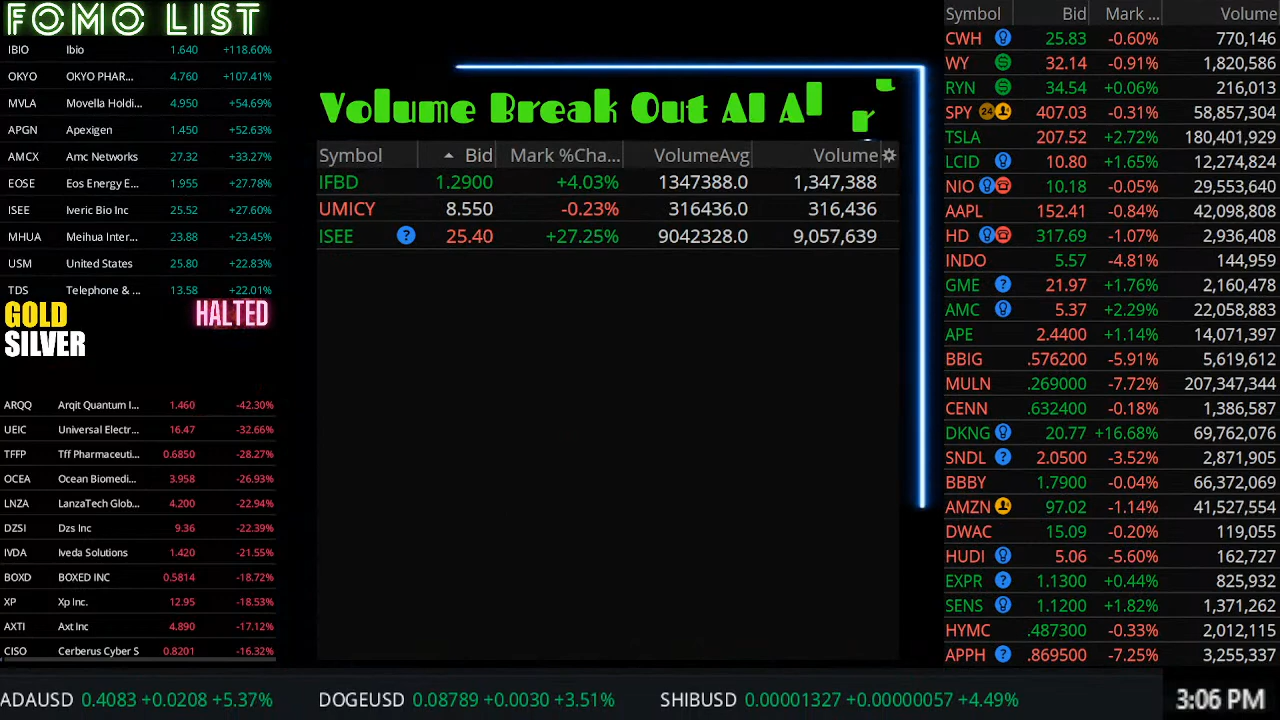 FOMO LIST
IBIO Ibio 1.640 +118.60%
OKYO OKYO PHAR... 4.760 +107.41%
MVLA Movella Holdi... 4.950 +54.69%
APGN Apexigen 1.450 +52.63%
AMCX Amc Networks 27.32 +33.27%
EOSE Eos Energy E... 1.955 +27.78%
ISEE Iveric Bio Inc 25.52 +27.60%
MHUA Meihua Inter... 23.88 +23.45%
USM United States 25.80 +22.83%
TDS Telephone & ... 13.58 +22.01%
GOLD HALTED
SILVER
ARQQ Arqit Quantum I... 1.460 -42.30%
UEIC Universal Electr... 16.47 -32.66%
TFFP Tff Pharmaceuti... 0.6850 -28.27%
OCEA Ocean Biomedi... 3.958 -26.93%
LNZA LanzaTech Glob... 4.200 -22.94%
DZSI Dzs Inc 9.36 -22.39%
IVDA Iveda Solutions 1.420 -21.55%
BOXD BOXED INC 0.5814 -18.72%
XP Xp Inc. 12.95 -18.53%
AXTI Axt Inc 4.890 -17.12%
CISO Cerberus Cyber S 0.8201 -16.32%
Volume Break Out AI Al r
Symbol Bid Mark %Cha... VolumeAvg Volume
IFBD 1.2900 +4.03% 1347388.0 1,347,388
UMICY 8.550 -0.23% 316436.0 316,436
ISEE ? 25.40 +27.25% 9042328.0 9,057,639
Symbol Bid Mark ... Volume
CWH 25.83 -0.60% 770,146
WY S 32.14 -0.91% 1,820,586
RYN S 34.54 +0.06% 216,013
SPY 24 407.03 -0.31% 58,857,304
TSLA 207.52 +2.72% 180,401,929
LCID 10.80 +1.65% 12,274,824
NIO 10.18 -0.05% 29,553,640
AAPL 152.41 -0.84% 42,098,808
HD 317.69 -1.07% 2,936,408
INDO 5.57 -4.81% 144,959
GME ? 21.97 +1.76% 2,160,478
AMC 5.37 +2.29% 22,058,883
APE 2.4400 +1.14% 14,071,397
BBIG .576200 -5.91% 5,619,612
MULN .269000 -7.72% 207,347,344
CENN .632400 -0.18% 1,386,587
DKNG 20.77 +16.68% 69,762,076
SNDL ? 2.0500 -3.52% 2,871,905
BBBY 1.7900 -0.04% 66,372,069
AMZN 97.02 -1.14% 41,527,554
DWAC 15.09 -0.20% 119,055
HUDI 5.06 -5.60% 162,727
EXPR ? 1.1300 +0.44% 825,932
SENS 1.1200 +1.82% 1,371,262
HYMC .487300 -0.33% 2,012,115
APPH ? .869500 -7.25% 3,255,337
ADAUSD 0.4083 +0.0208 +5.37% DOGEUSD 0.08789 +0.0030 +3.51% SHIBUSD 0.00001327 +0.00000057 +4.49% 3:06 PM